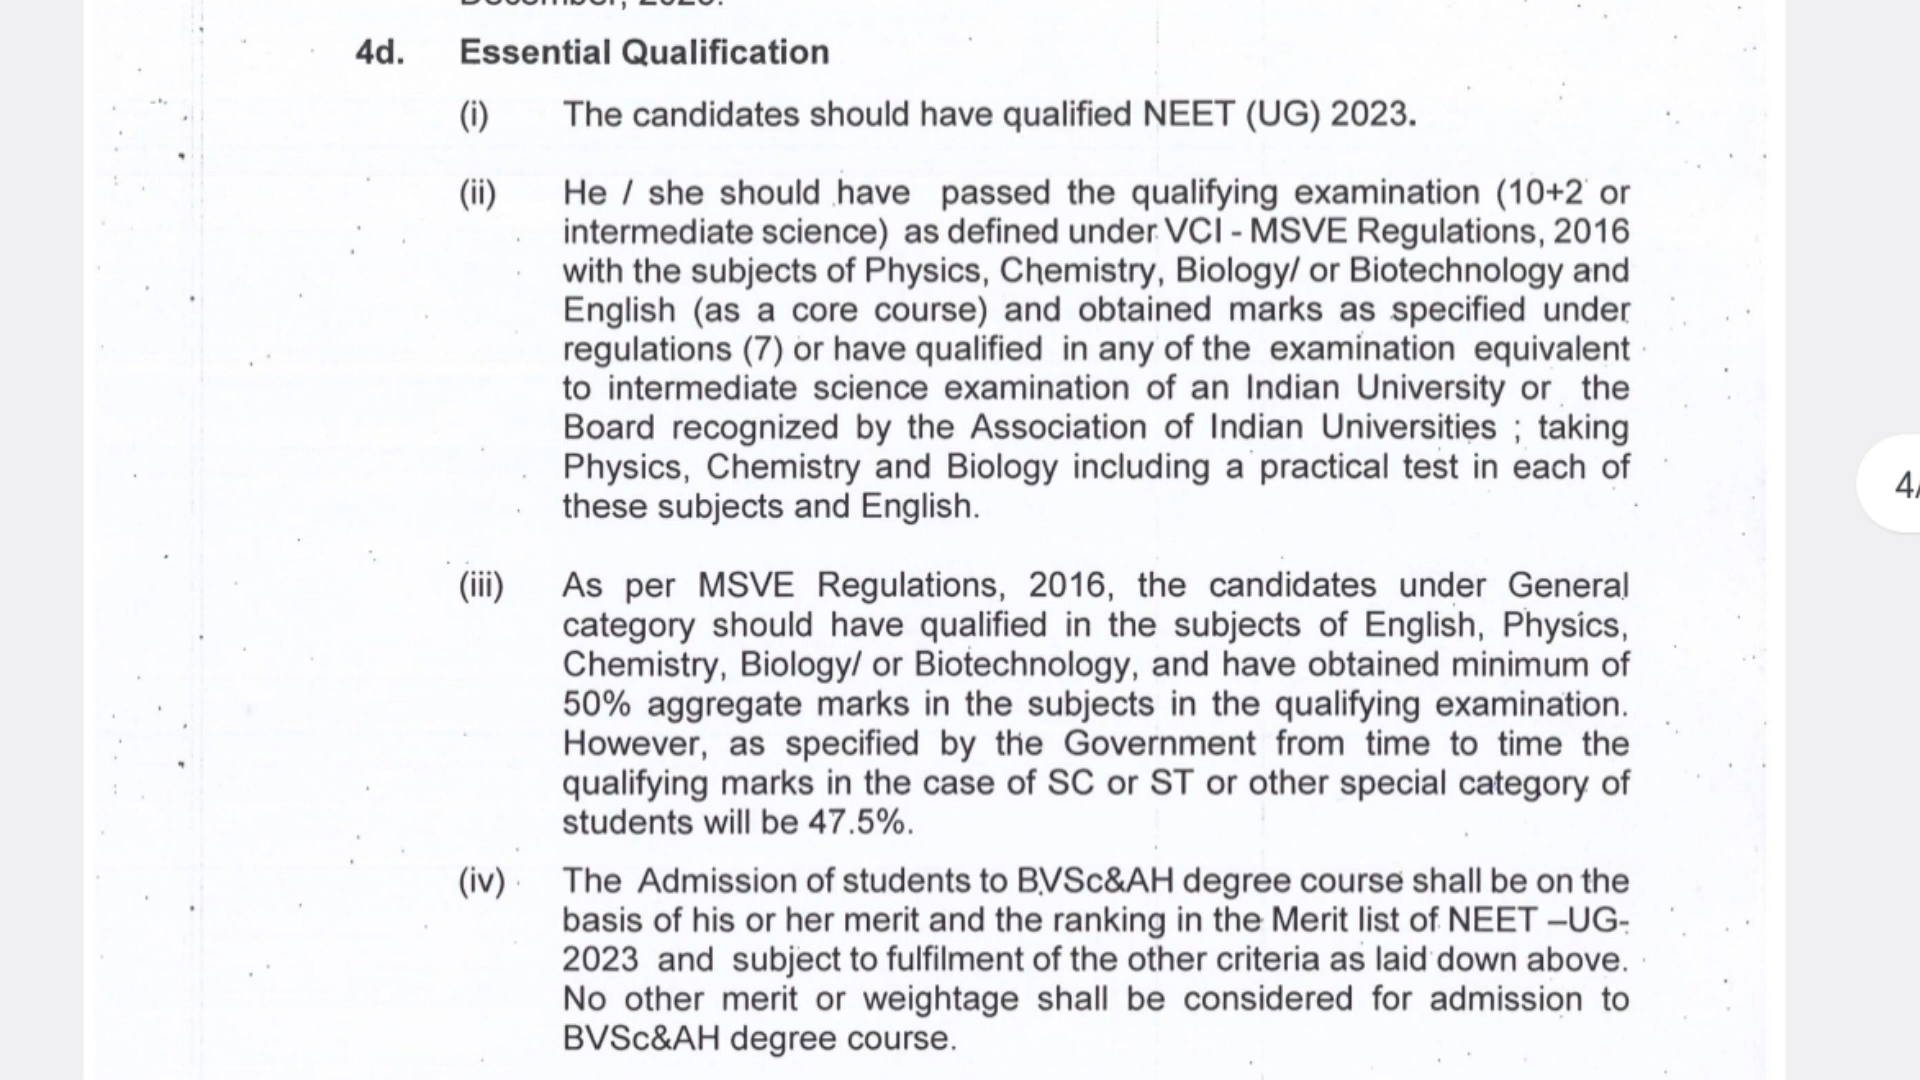 4d. Essential Qualification
(i) The candidates should have qualified NEET (UG) 2023.
(ii) He / she should have passed the qualifying examination (10+2 or
intermediate science) as defined under VCI - MSVE Regulations, 2016
with the subjects of Physics, Chemistry, Biology/ or Biotechnology and
English (as a core course) and obtained marks as specified under
regulations (7) or have qualified in any of the examination equivalent
to intermediate science examination of an Indian University or the
Board recognized by the Association of Indian Universities ; taking
Physics, Chemistry and Biology including a practical test in each of
these subjects and English.
(iii) As per MSVE Regulations, 2016, the candidates under General
category should have qualified in the subjects of English, Physics,
Chemistry, Biology/ or Biotechnology, and have obtained minimum of
50% aggregate marks in the subjects in the qualifying examination.
However, as specified by the Government from time to time the
qualifying marks in the case of SC or ST or other special category of
students will be 47.5%.
(iv) The Admission of students to BVSc&AH degree course shall be on the
basis of his or her merit and the ranking in the Merit list of NEET –UG-
2023 and subject to fulfilment of the other criteria as laid down above.
No other merit or weightage shall be considered for admission to
BVSc&AH degree course.
4/